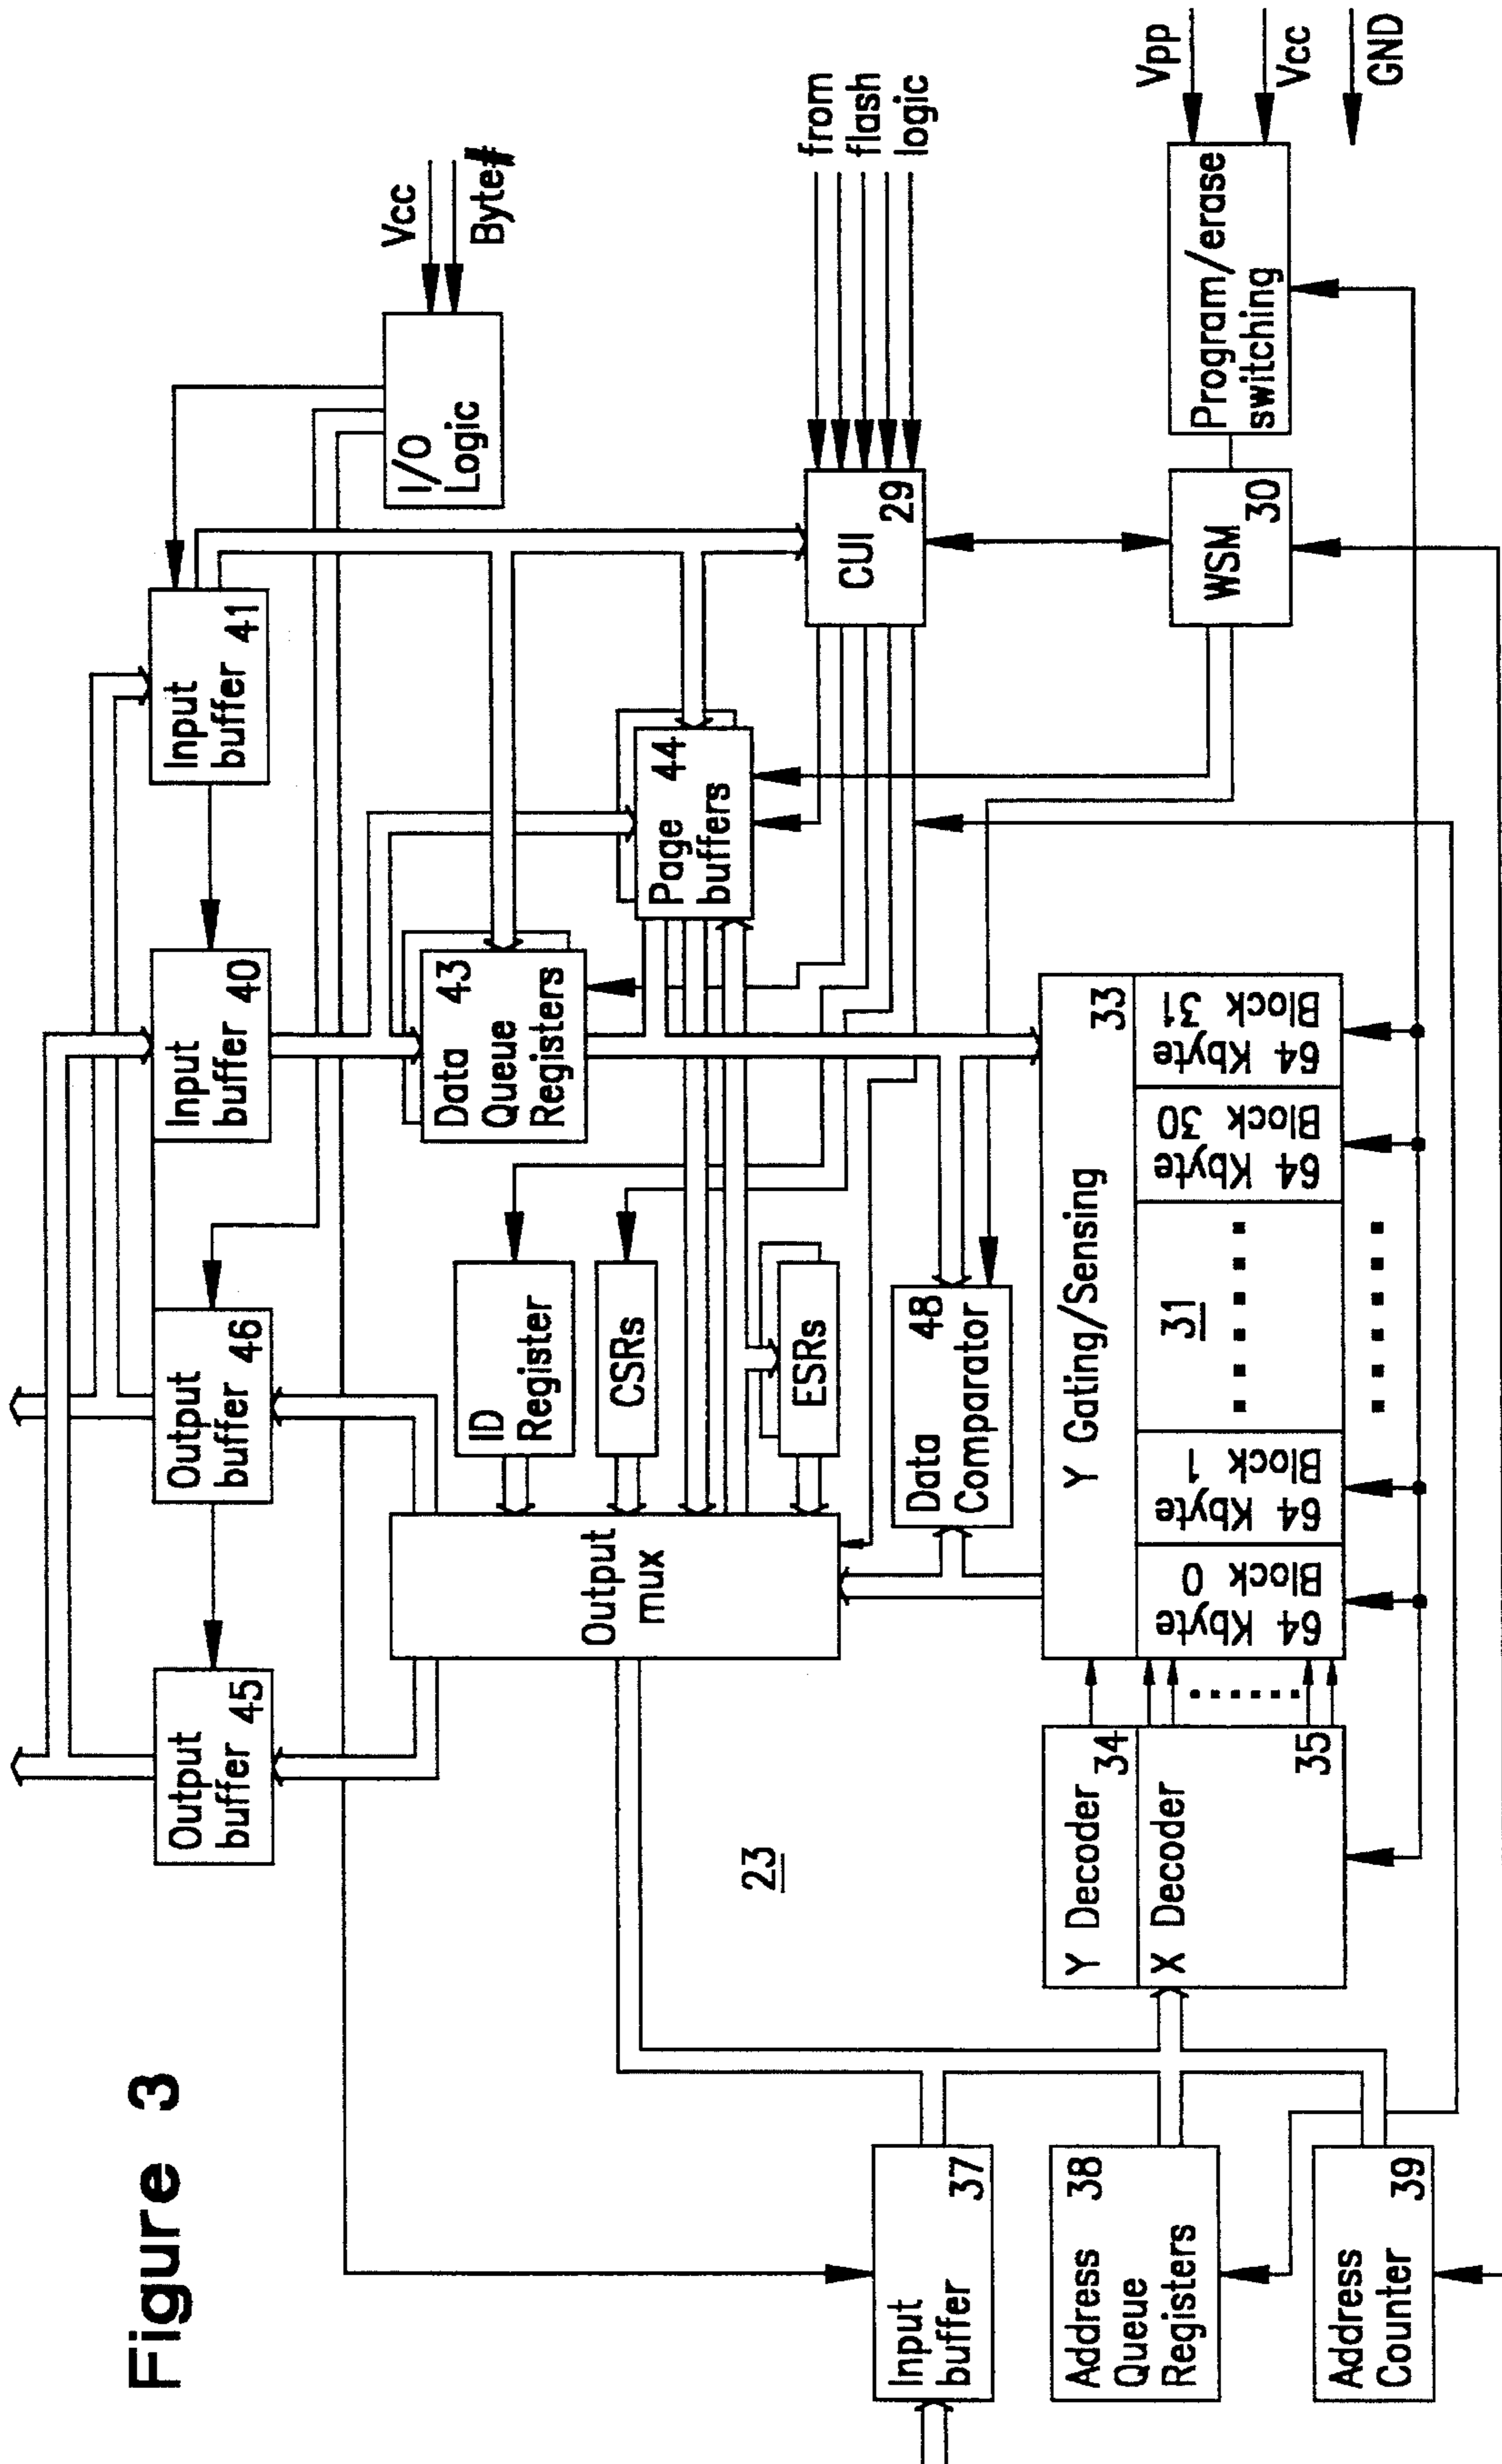 Figure 3
Output
buffer 45
Output
buffer 46
Input
buffer 40
Input
buffer 41
Vcc
Byte#
I/O
Logic
Data 43
Queue
Registers
ID
Register
CSRs
Page 44
buffers
Output
mux
ESRs
23
CUI
29
from
flash
logic
Data 48
Comparator
Input
buffer
37
Y Decoder 34
X Decoder
35
Y Gating/Sensing 33
64 Kbyte
Block 0
64 Kbyte
Block 1
31
64 Kbyte
Block 30
64 Kbyte
Block 31
Address 38
Queue
Registers
WSM
30
Program/erase
switching
Vpp
Vcc
GND
Address
Counter 39